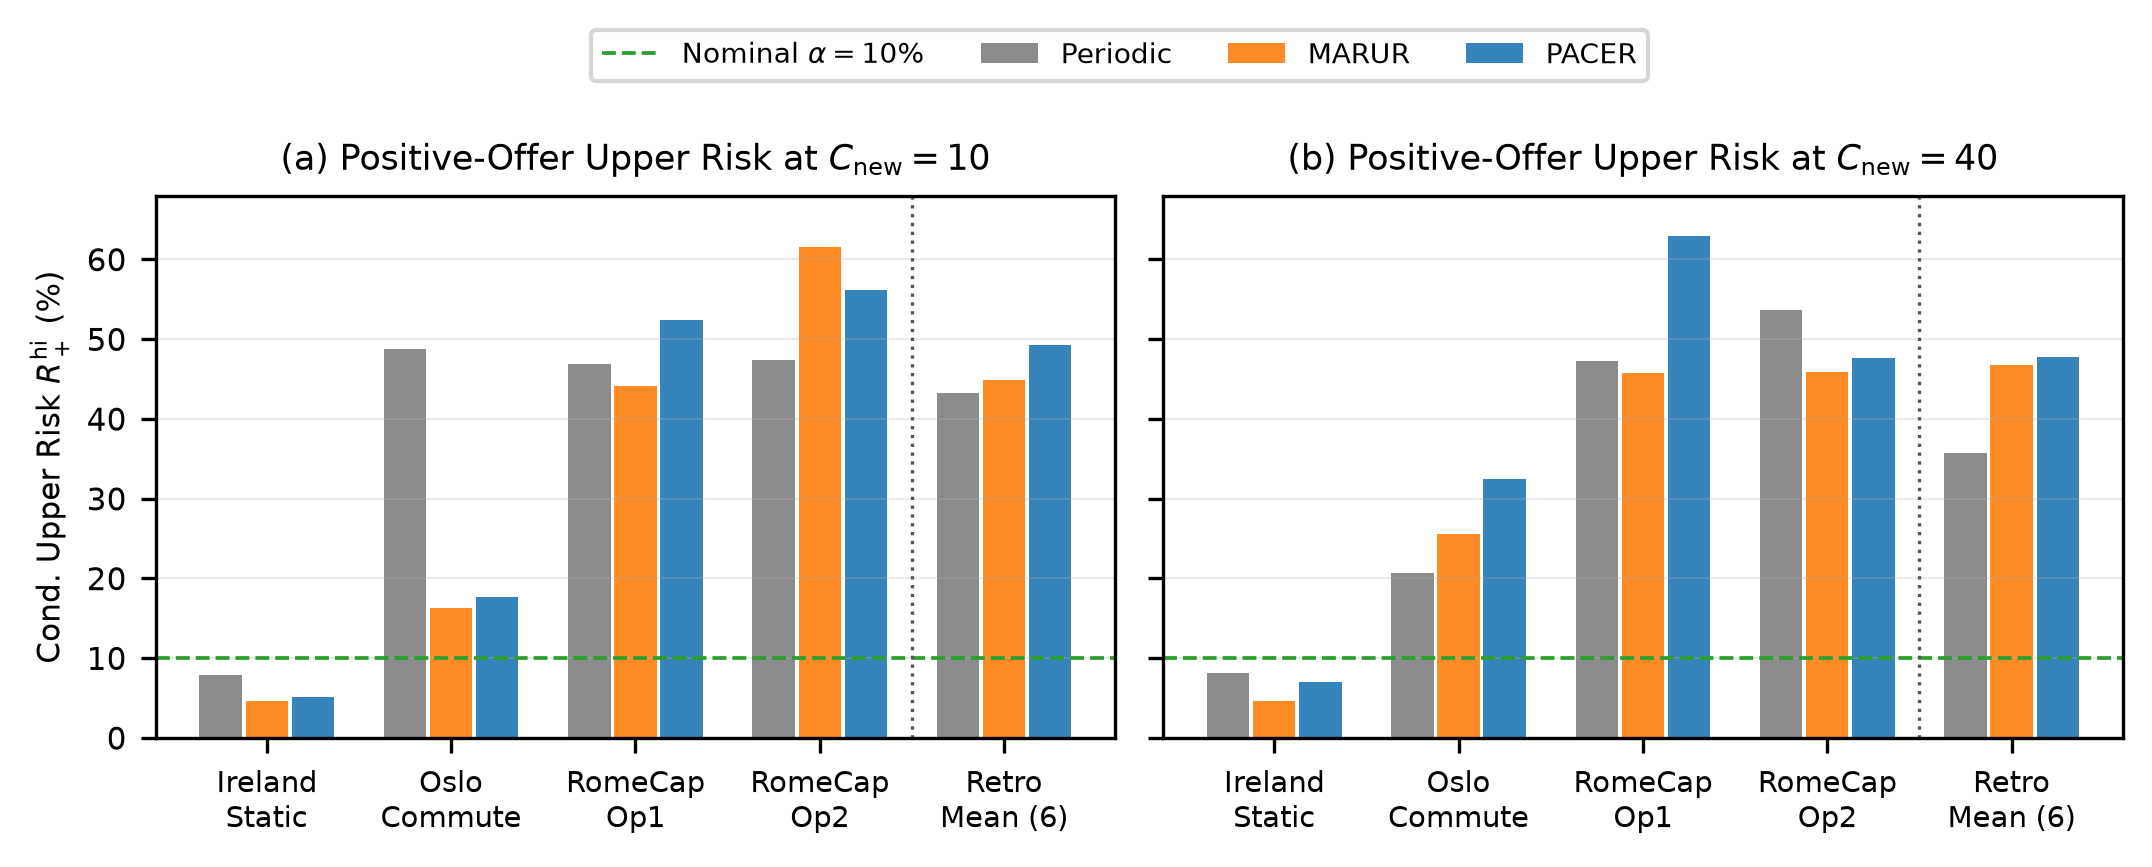 Nominal α = 10% Periodic MARUR PACER
(a) Positive-Offer Upper Risk at C_new = 10
(b) Positive-Offer Upper Risk at C_new = 40
Cond. Upper Risk R_+^hi (%)
60
50
40
30
20
10
0
Ireland Static
Oslo Commute
RomeCap Op1
RomeCap Op2
Retro Mean (6)
Ireland Static
Oslo Commute
RomeCap Op1
RomeCap Op2
Retro Mean (6)